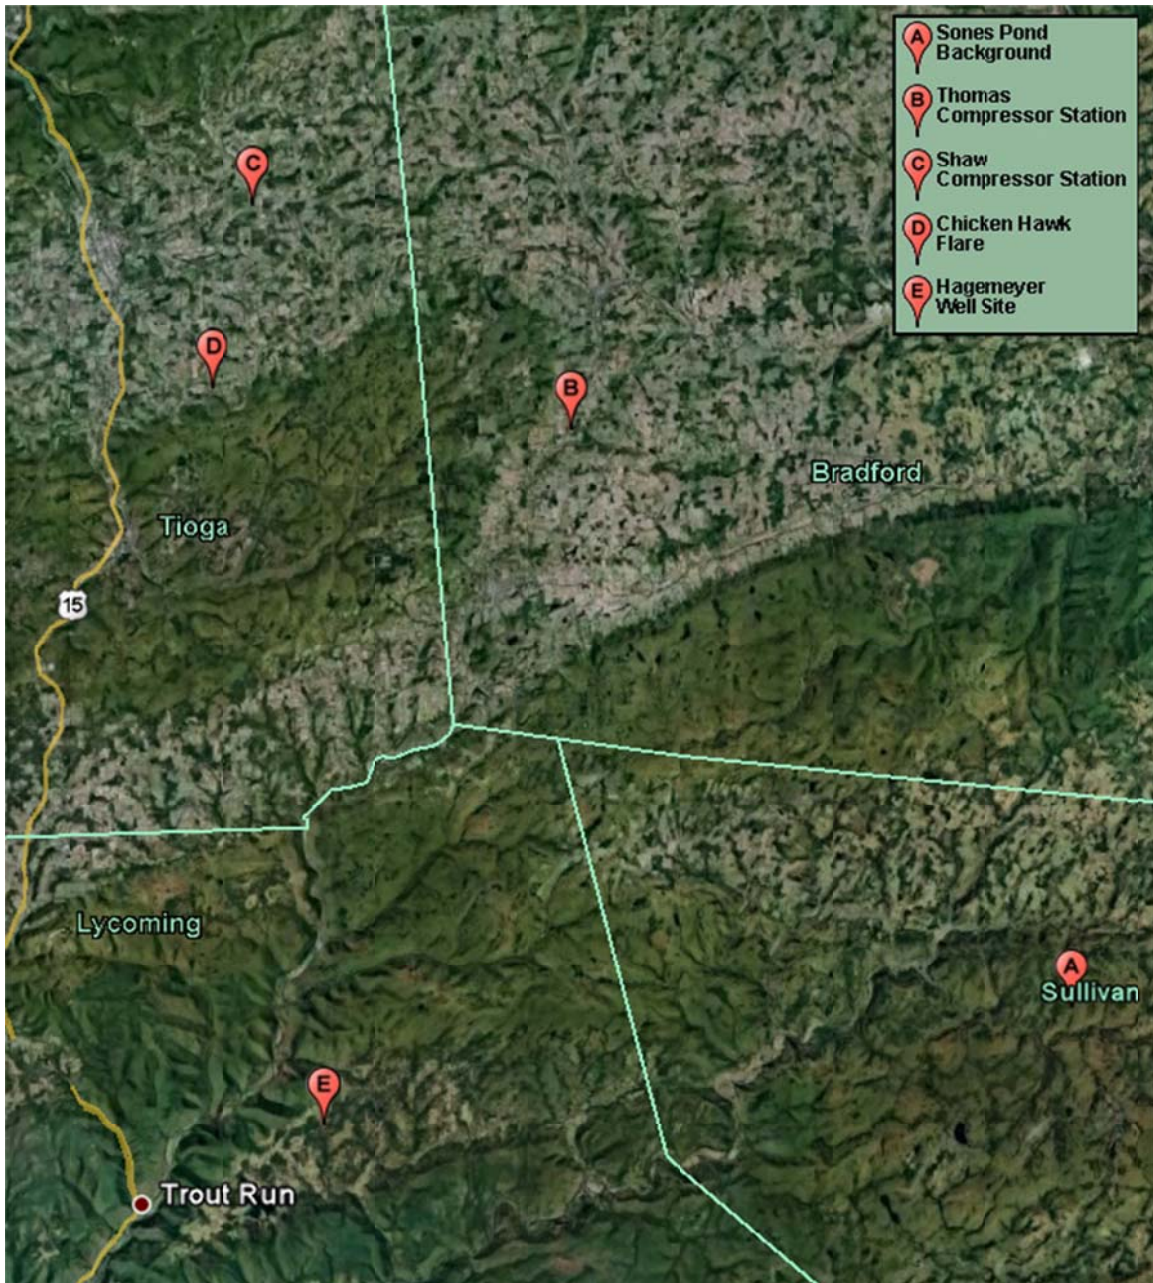 A Sones Pond
Background
B Thomas
Compressor Station
C Shaw
Compressor Station
D Chicken Hawk
Flare
E Hagemeyer
Well Site
C
D
B
Bradford
Tioga
15
Lycoming
A
Sullivan
E
Trout Run